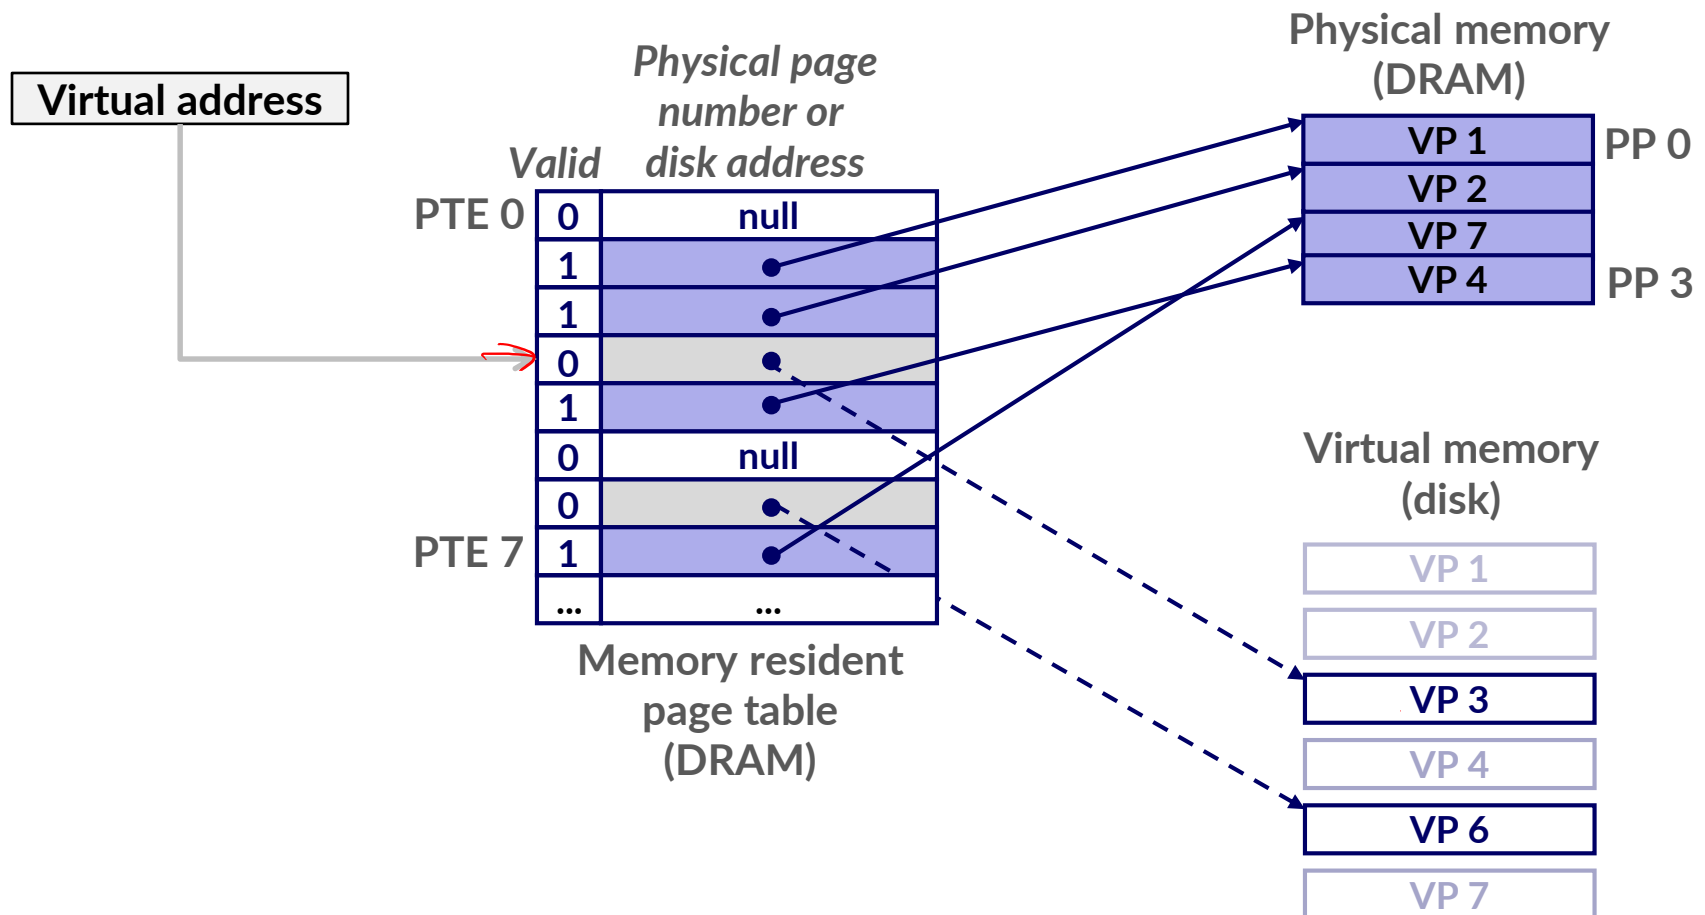 Virtual address
Physical page
number or
disk address
Valid
PTE 0
0
null
1
1
0
1
0
null
0
PTE 7
1
...
...
Memory resident
page table
(DRAM)
Physical memory
(DRAM)
VP 1
PP 0
VP 2
VP 7
VP 4
PP 3
Virtual memory
(disk)
VP 1
VP 2
VP 3
VP 4
VP 6
VP 7